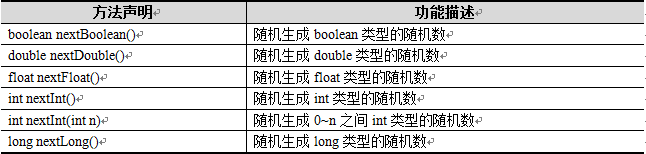 方法声明 功能描述
boolean nextBoolean() 随机生成 boolean 类型的随机数
double nextDouble() 随机生成 double 类型的随机数
float nextFloat() 随机生成 float 类型的随机数
int nextInt() 随机生成 int 类型的随机数
int nextInt(int n) 随机生成 0~n 之间 int 类型的随机数
long nextLong() 随机生成 long 类型的随机数